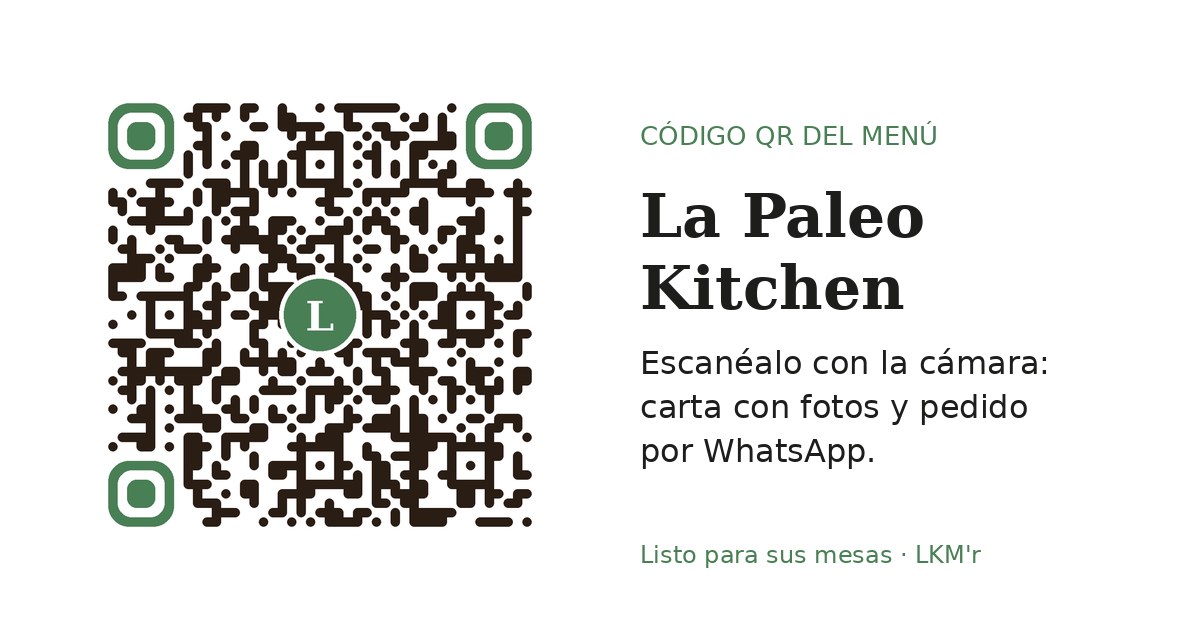 L
CÓDIGO QR DEL MENÚ
La Paleo
Kitchen
Escanéalo con la cámara:
carta con fotos y pedido
por WhatsApp.
Listo para sus mesas · LKM'r